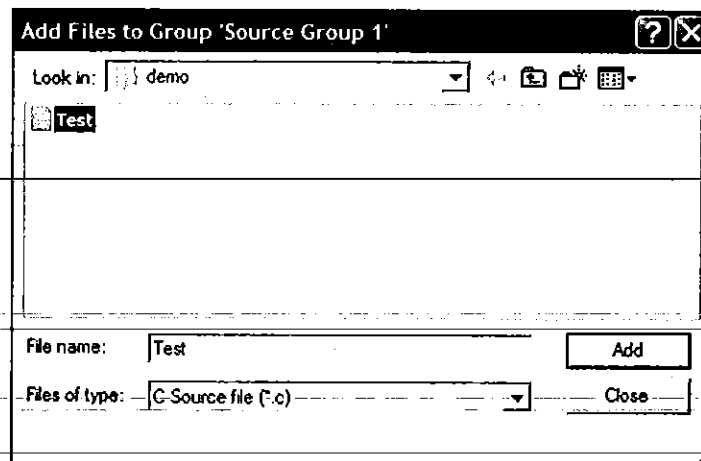 Add Files to Group 'Source Group 1'
Look in: demo
Test
File name: Test Add
Files of type: C Source file (*.c) Close